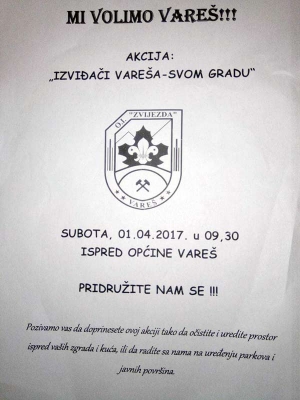 MI VOLIMO VAREŠ!!!
AKCIJA:
„IZVIĐAČI VAREŠA-SVOM GRADU“
O.I. "ZVIJEZDA"
VAREŠ
SUBOTA, 01.04.2017. u 09,30
ISPRED OPĆINE VAREŠ
PRIDRUŽITE NAM SE !!!
Pozivamo vas da doprinesete ovoj akciji tako da očistite i uredite prostor
ispred vaših zgrada i kuća, ili da radite sa nama na uređenju parkova i
javnih površina.